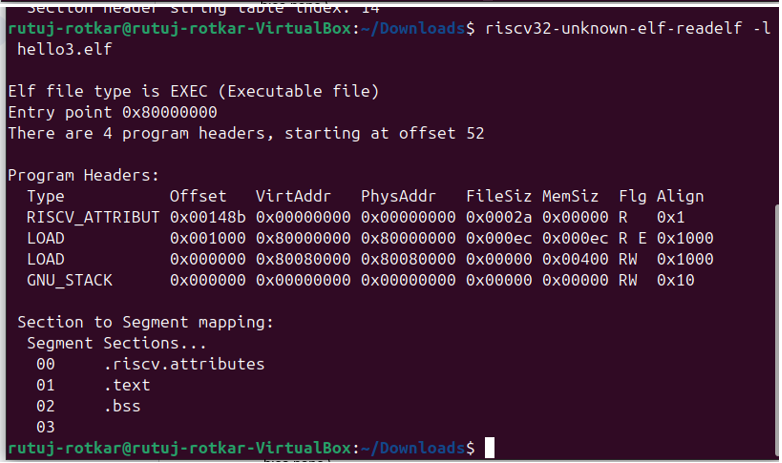 Section header string table index: 14
rutuj-rotkar@rutuj-rotkar-VirtualBox:~/Downloads$ riscv32-unknown-elf-readelf -l
hello3.elf
Elf file type is EXEC (Executable file)
Entry point 0x80000000
There are 4 program headers, starting at offset 52
Program Headers:
Type Offset VirtAddr PhysAddr FileSiz MemSiz Flg Align
RISCV_ATTRIBUT 0x00148b 0x00000000 0x00000000 0x0002a 0x00000 R 0x1
LOAD 0x001000 0x80000000 0x80000000 0x000ec 0x000ec R E 0x1000
LOAD 0x000000 0x80080000 0x80080000 0x00000 0x00400 RW 0x1000
GNU_STACK 0x000000 0x00000000 0x00000000 0x00000 0x00000 RW 0x10
Section to Segment mapping:
Segment Sections...
00 .riscv.attributes
01 .text
02 .bss
03
rutuj-rotkar@rutuj-rotkar-VirtualBox:~/Downloads$